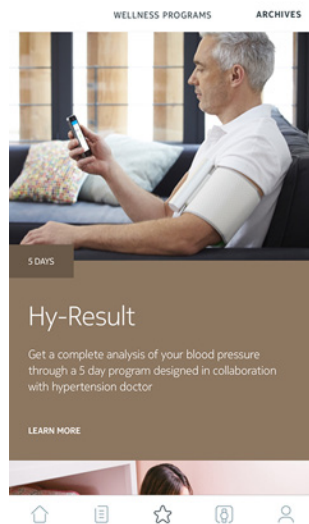 WELLNESS PROGRAMS
ARCHIVES
5 DAYS
Hy-Result
Get a complete analysis of your blood pressure
through a 5 day program designed in collaboration
with hypertension doctor
LEARN MORE